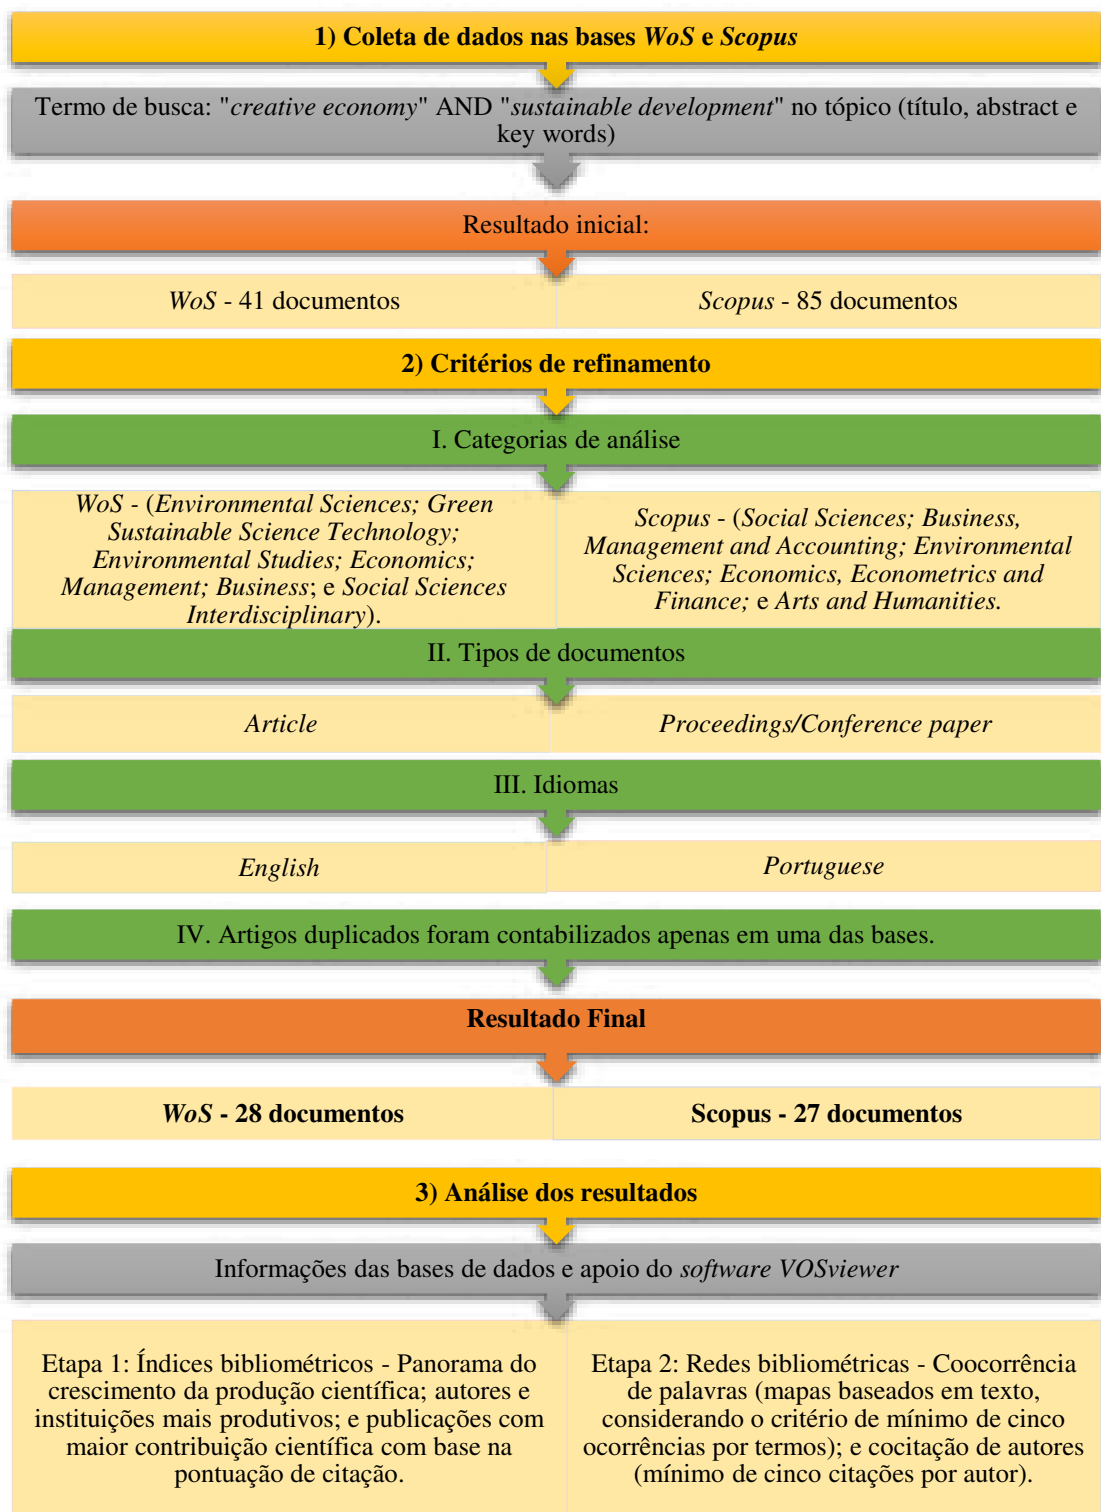 1) Coleta de dados nas bases WoS e Scopus
Termo de busca: "creative economy" AND "sustainable development" no tópico (título, abstract e
key words)
Resultado inicial:
WoS - 41 documentos
Scopus - 85 documentos
2) Critérios de refinamento
I. Categorias de análise
WoS - (Environmental Sciences; Green
Sustainable Science Technology;
Environmental Studies; Economics;
Management; Business; e Social Sciences
Interdisciplinary).
Scopus - (Social Sciences; Business,
Management and Accounting; Environmental
Sciences; Economics, Econometrics and
Finance; e Arts and Humanities.
II. Tipos de documentos
Article
Proceedings/Conference paper
III. Idiomas
English
Portuguese
IV. Artigos duplicados foram contabilizados apenas em uma das bases.
Resultado Final
WoS - 28 documentos
Scopus - 27 documentos
3) Análise dos resultados
Informações das bases de dados e apoio do software VOSviewer
Etapa 1: Índices bibliométricos - Panorama do
crescimento da produção científica; autores e
instituições mais produtivos; e publicações com
maior contribuição científica com base na
pontuação de citação.
Etapa 2: Redes bibliométricas - Coocorrência
de palavras (mapas baseados em texto,
considerando o critério de mínimo de cinco
ocorrências por termos); e cocitação de autores
(mínimo de cinco citações por autor).